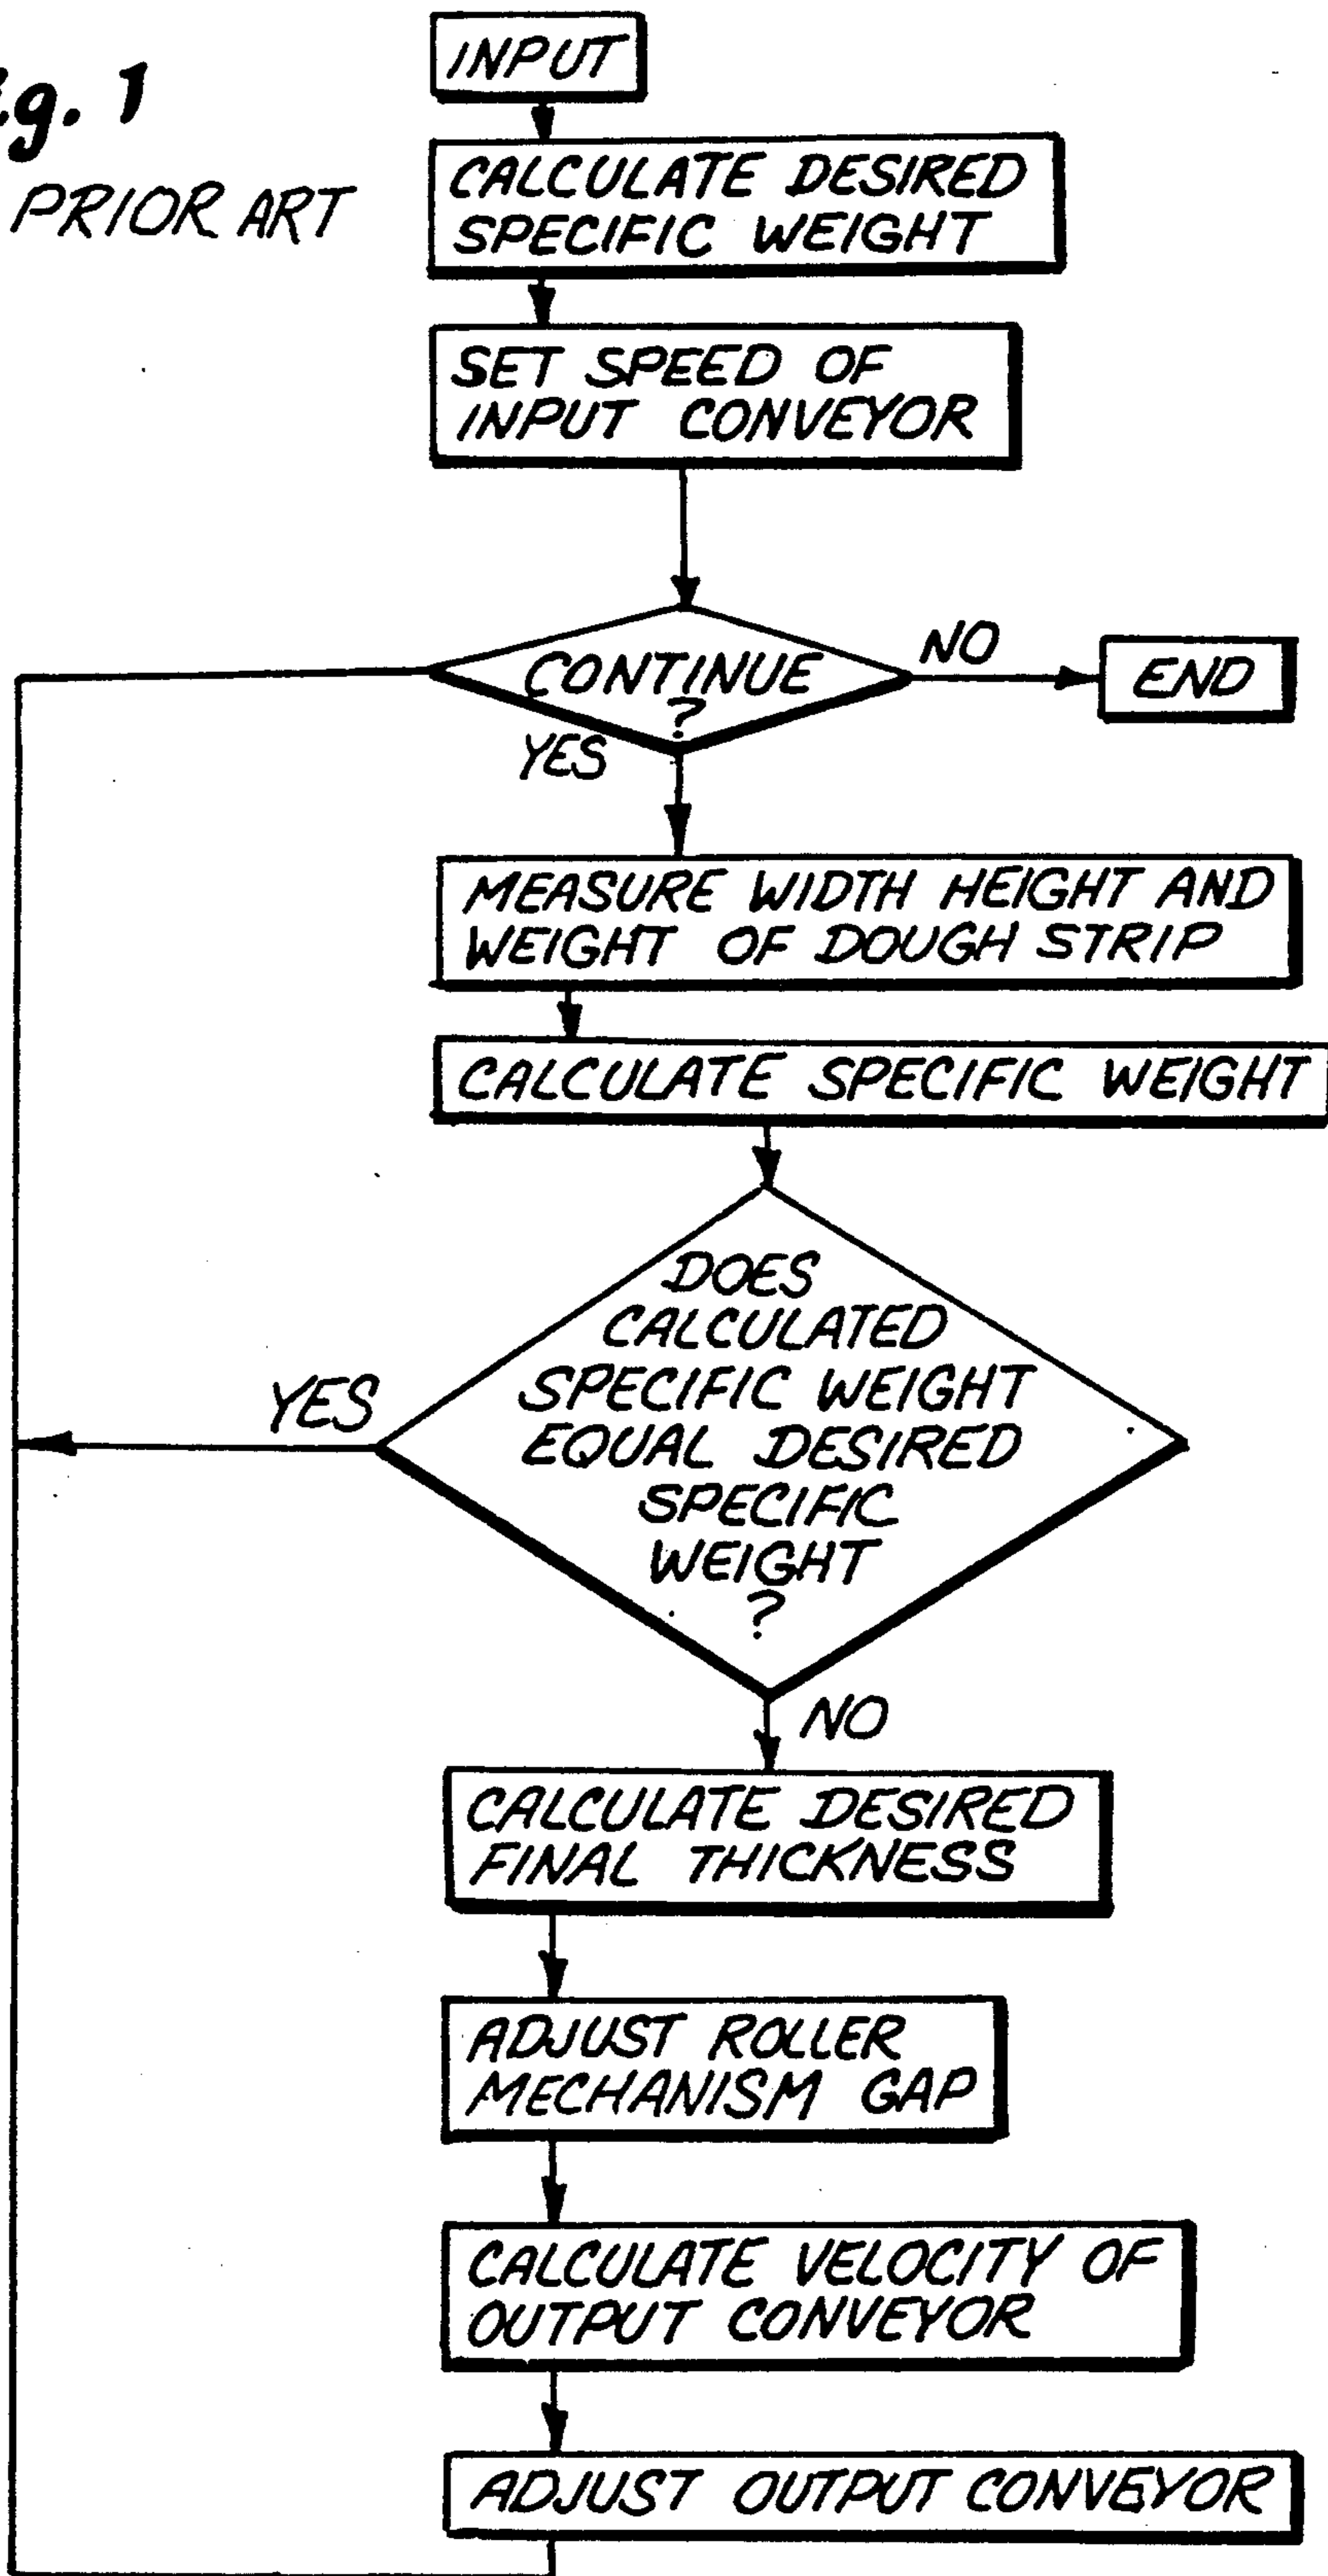 ig. 1
PRIOR ART
INPUT
CALCULATE DESIRED
SPECIFIC WEIGHT
SET SPEED OF
INPUT CONVEYOR
CONTINUE
?
NO
END
YES
MEASURE WIDTH HEIGHT AND
WEIGHT OF DOUGH STRIP
CALCULATE SPECIFIC WEIGHT
DOES
CALCULATED
SPECIFIC WEIGHT
EQUAL DESIRED
SPECIFIC
WEIGHT
?
YES
NO
CALCULATE DESIRED
FINAL THICKNESS
ADJUST ROLLER
MECHANISM GAP
CALCULATE VELOCITY OF
OUTPUT CONVEYOR
ADJUST OUTPUT CONVEYOR